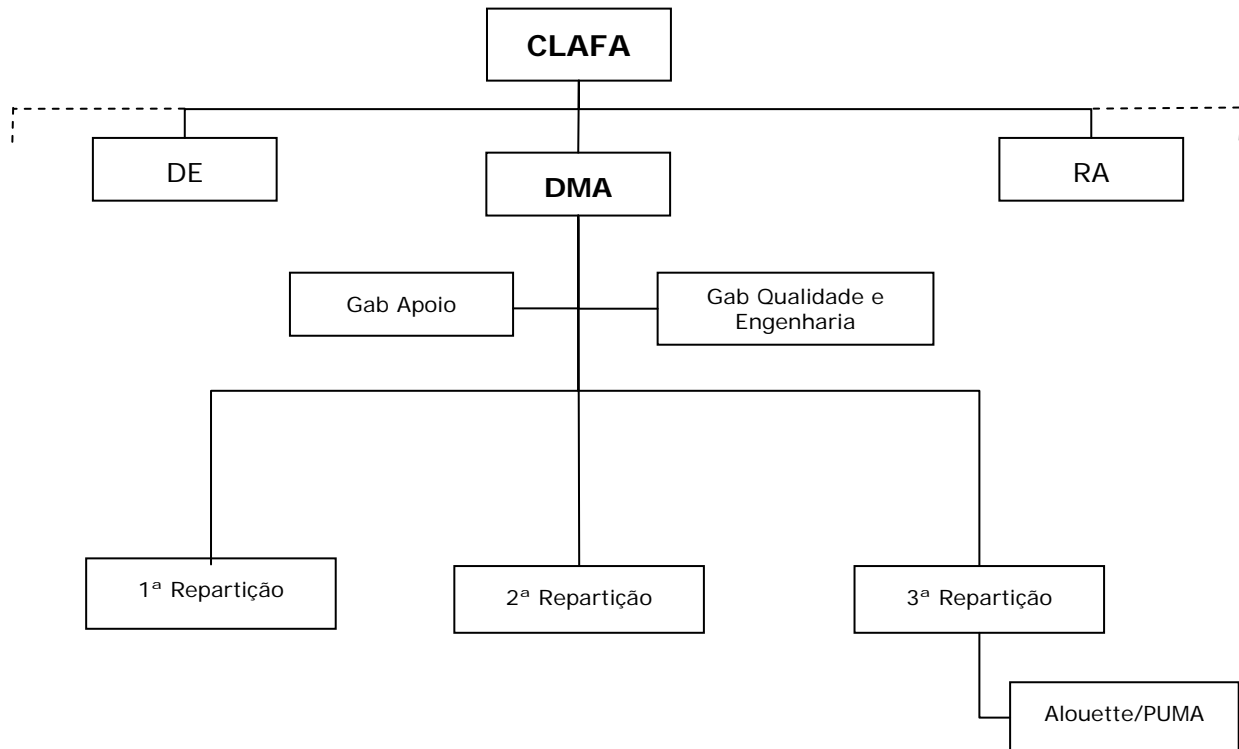 CLAFA
DE
DMA
RA
Gab Apoio
Gab Qualidade e
Engenharia
1ª Repartição
2ª Repartição
3ª Repartição
Alouette/PUMA